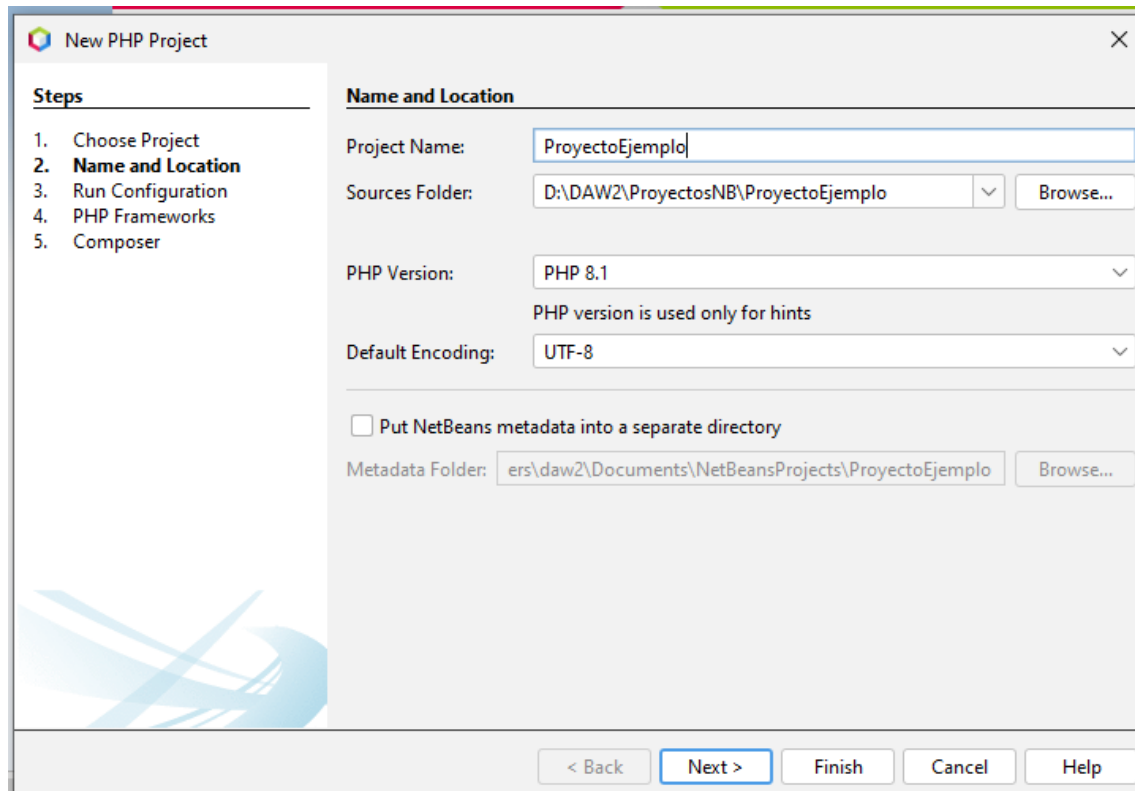 New PHP Project
Steps
1. Choose Project
2. Name and Location
3. Run Configuration
4. PHP Frameworks
5. Composer
Name and Location
Project Name: ProyectoEjemplo
Sources Folder: D:\DAW2\ProyectosNB\ProyectoEjemplo Browse...
PHP Version: PHP 8.1
PHP version is used only for hints
Default Encoding: UTF-8
Put NetBeans metadata into a separate directory
Metadata Folder: ers\daw2\Documents\NetBeansProjects\ProyectoEjemplo Browse...
< Back Next > Finish Cancel Help